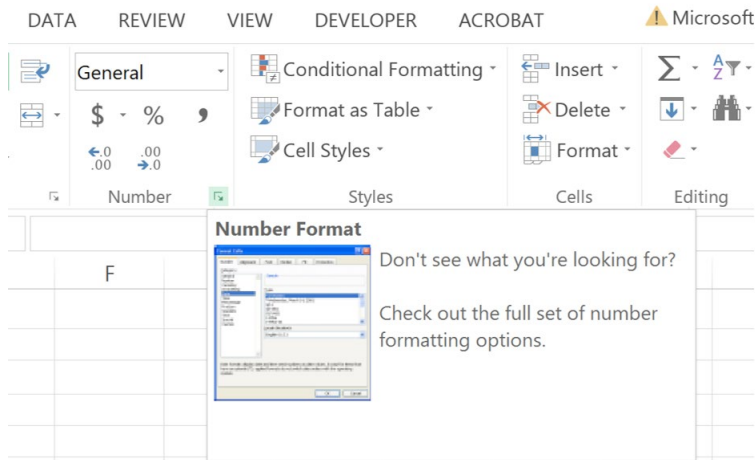 DATA REVIEW VIEW DEVELOPER ACROBAT Microsoft
General Conditional Formatting Insert
$ % Format as Table Delete
.0 .00 Cell Styles Format
.00 .0
Number Styles Cells Editing
Number Format
Don't see what you're looking for?
F
Check out the full set of number
formatting options.